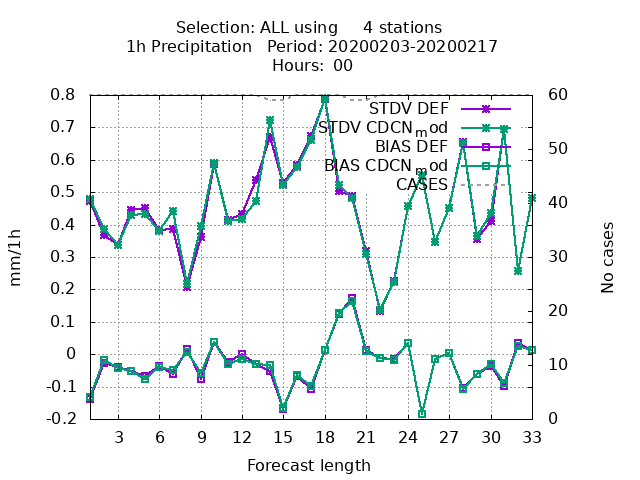 Selection: ALL using     4 stations
1h Precipitation   Period: 20200203-20200217
Hours:  00
STDV DEF
STDV CDCN_mod
BIAS DEF
BIAS CDCN_mod
CASES
0.8
0.7
0.6
0.5
0.4
0.3
0.2
0.1
0
-0.1
-0.2
mm/1h
60
50
40
30
20
10
0
No cases
3 6 9 12 15 18 21 24 27 30 33
Forecast length